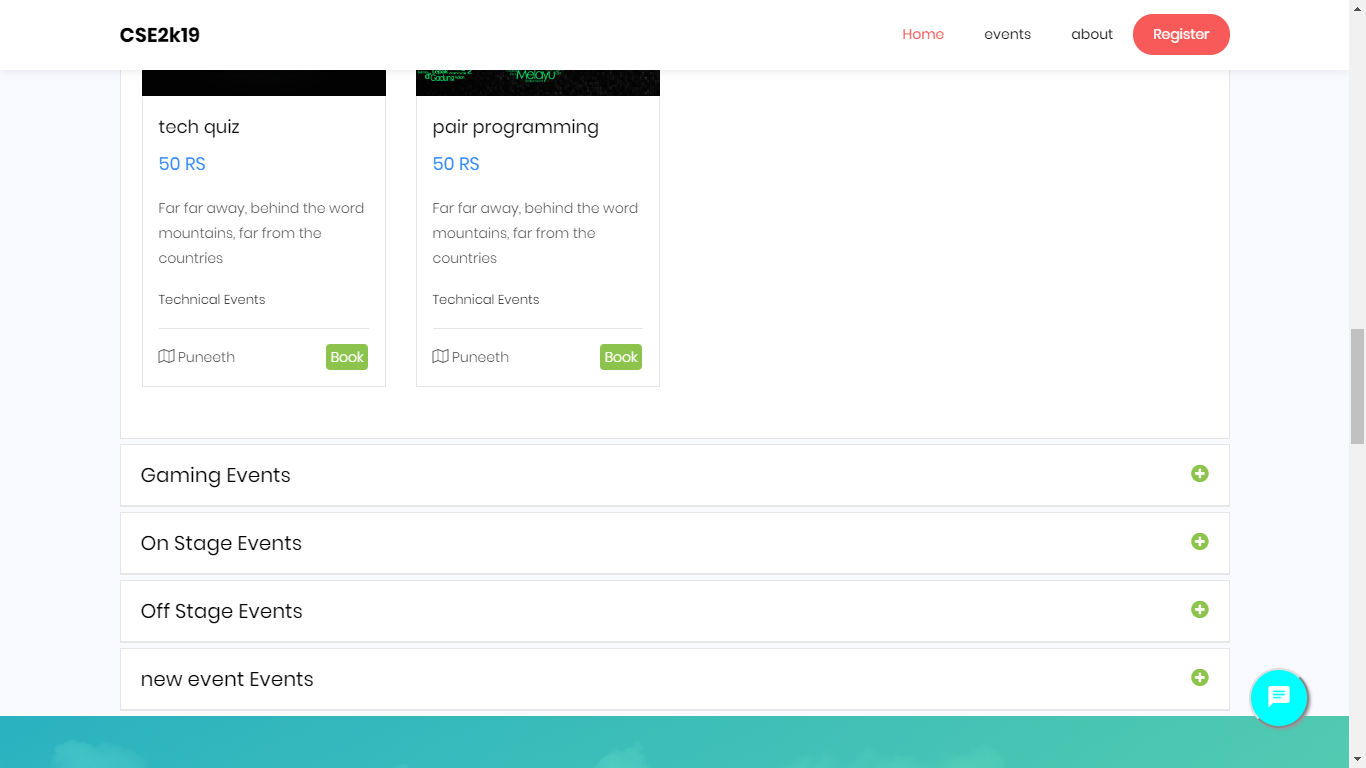 CSE2k19
Home events about Register
Gadung
Melayu
tech quiz
50 RS
Far far away, behind the word
mountains, far from the
countries
Technical Events
Puneeth Book
pair programming
50 RS
Far far away, behind the word
mountains, far from the
countries
Technical Events
Puneeth Book
Gaming Events
On Stage Events
Off Stage Events
new event Events